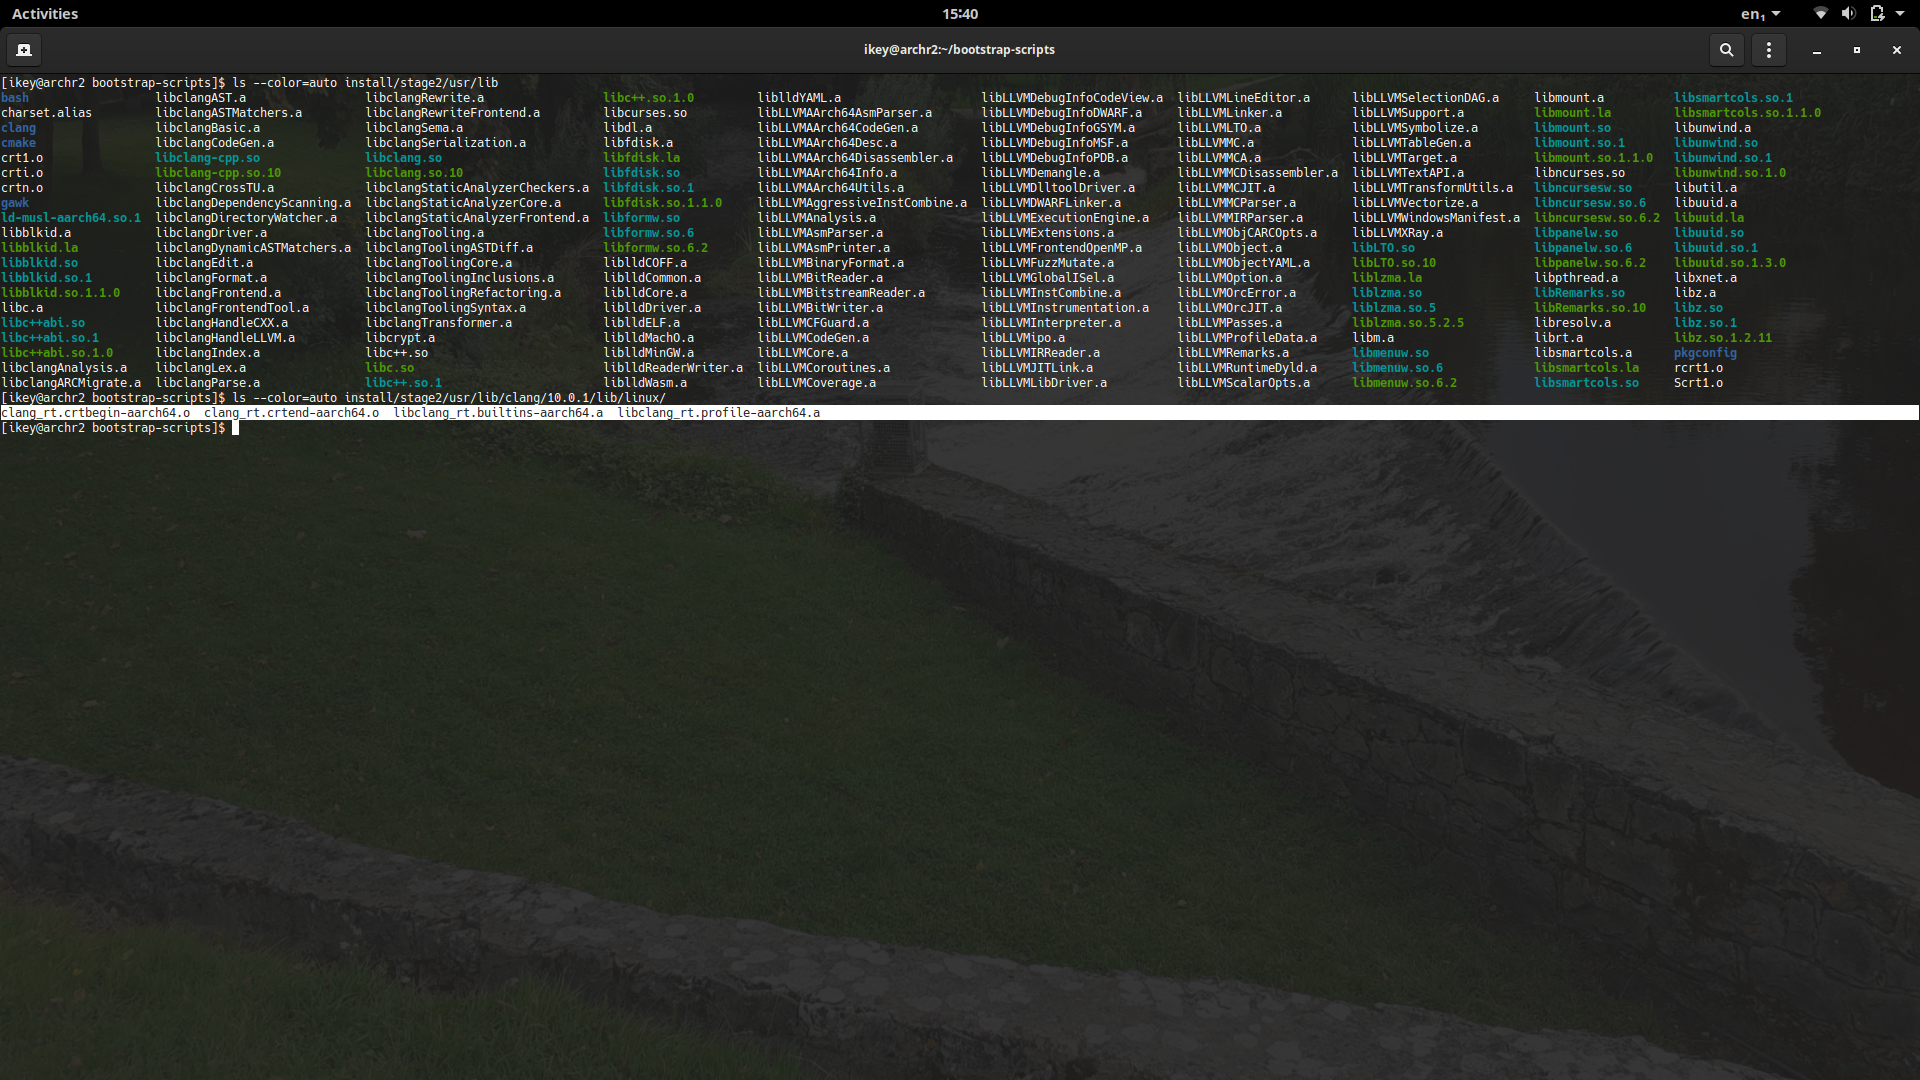 Activities 15:40 en₁
ikey@archr2:~/bootstrap-scripts
[ikey@archr2 bootstrap-scripts]$ ls --color=auto install/stage2/usr/lib
bash libclangAST.a libclangRewrite.a libc++.so.1.0 liblldYAML.a libLLVMDebugInfoCodeView.a libLLVMLineEditor.a libLLVMSelectionDAG.a libmount.a libsmartcols.so.1
charset.alias libclangASTMatchers.a libclangRewriteFrontend.a libcurses.so libLLVMAArch64AsmParser.a libLLVMDebugInfoDWARF.a libLLVMLinker.a libLLVMSupport.a libmount.la libsmartcols.so.1.1.0
clang libclangBasic.a libclangSema.a libdl.a libLLVMAArch64CodeGen.a libLLVMDebugInfoGSYM.a libLLVMLTO.a libLLVMSymbolize.a libmount.so libunwind.a
cmake libclangCodeGen.a libclangSerialization.a libfdisk.a libLLVMAArch64Desc.a libLLVMDebugInfoMSF.a libLLVMMC.a libLLVMTableGen.a libmount.so.1 libunwind.so
crt1.o libclang-cpp.so libclang.so libfdisk.la libLLVMAArch64Disassembler.a libLLVMDebugInfoPDB.a libLLVMMCA.a libLLVMTarget.a libmount.so.1.1.0 libunwind.so.1
crti.o libclang-cpp.so.10 libclang.so.10 libfdisk.so libLLVMAArch64Info.a libLLVMDemangle.a libLLVMMCDisassembler.a libLLVMTextAPI.a libncurses.so libunwind.so.1.0
crtn.o libclangCrossTU.a libclangStaticAnalyzerCheckers.a libfdisk.so.1 libLLVMAArch64Utils.a libLLVMDlltoolDriver.a libLLVMMCJIT.a libLLVMTransformUtils.a libncursesw.so libutil.a
gawk libclangDependencyScanning.a libclangStaticAnalyzerCore.a libfdisk.so.1.1.0 libLLVMAggressiveInstCombine.a libLLVMDWARFLinker.a libLLVMMCParser.a libLLVMVectorize.a libncursesw.so.6 libuuid.a
ld-musl-aarch64.so.1 libclangDirectoryWatcher.a libclangStaticAnalyzerFrontend.a libformw.so libLLVMAnalysis.a libLLVMExecutionEngine.a libLLVMMIRParser.a libLLVMWindowsManifest.a libncursesw.so.6.2 libuuid.la
libblkid.a libclangDriver.a libclangTooling.a libformw.so.6 libLLVMAsmParser.a libLLVMExtensions.a libLLVMObjCARCOpts.a libLLVMXRay.a libpanelw.so libuuid.so
libblkid.la libclangDynamicASTMatchers.a libclangToolingASTDiff.a libformw.so.6.2 libLLVMAsmPrinter.a libLLVMFrontendOpenMP.a libLLVMObject.a libLTO.so libpanelw.so.6 libuuid.so.1
libblkid.so libclangEdit.a libclangToolingCore.a liblldCOFF.a libLLVMBinaryFormat.a libLLVMFuzzMutate.a libLLVMObjectYAML.a libLTO.so.10 libpanelw.so.6.2 libuuid.so.1.3.0
libblkid.so.1 libclangFormat.a libclangToolingInclusions.a liblldCommon.a libLLVMBitReader.a libLLVMGlobalISel.a libLLVMOption.a liblzma.la libpthread.a libxnet.a
libblkid.so.1.1.0 libclangFrontend.a libclangToolingRefactoring.a liblldCore.a libLLVMBitstreamReader.a libLLVMInstCombine.a libLLVMOrcError.a liblzma.so libRemarks.so libz.a
libc.a libclangFrontendTool.a libclangToolingSyntax.a liblldDriver.a libLLVMBitWriter.a libLLVMInstrumentation.a libLLVMOrcJIT.a liblzma.so.5 libRemarks.so.10 libz.so
libc++abi.so libclangHandleCXX.a libclangTransformer.a liblldELF.a libLLVMCFGuard.a libLLVMInterpreter.a libLLVMPasses.a liblzma.so.5.2.5 libresolv.a libz.so.1
libc++abi.so.1 libclangHandleLLVM.a libcrypt.a liblldMachO.a libLLVMCodeGen.a libLLVMipo.a libLLVMProfileData.a libm.a librt.a libz.so.1.2.11
libc++abi.so.1.0 libclangIndex.a libc++.so liblldMinGW.a libLLVMCore.a libLLVMIRReader.a libLLVMRemarks.a libmenuw.so libsmartcols.a pkgconfig
libclangAnalysis.a libclangLex.a libc.so liblldReaderWriter.a libLLVMCoroutines.a libLLVMJITLink.a libLLVMRuntimeDyld.a libmenuw.so.6 libsmartcols.la rcrt1.o
libclangARCMigrate.a libclangParse.a libc++.so.1 liblldWasm.a libLLVMCoverage.a libLLVMLibDriver.a libLLVMScalarOpts.a libmenuw.so.6.2 libsmartcols.so Scrt1.o
[ikey@archr2 bootstrap-scripts]$ ls --color=auto install/stage2/usr/lib/clang/10.0.1/lib/linux/
clang_rt.crtbegin-aarch64.o clang_rt.crtend-aarch64.o libclang_rt.builtins-aarch64.a libclang_rt.profile-aarch64.a
[ikey@archr2 bootstrap-scripts]$